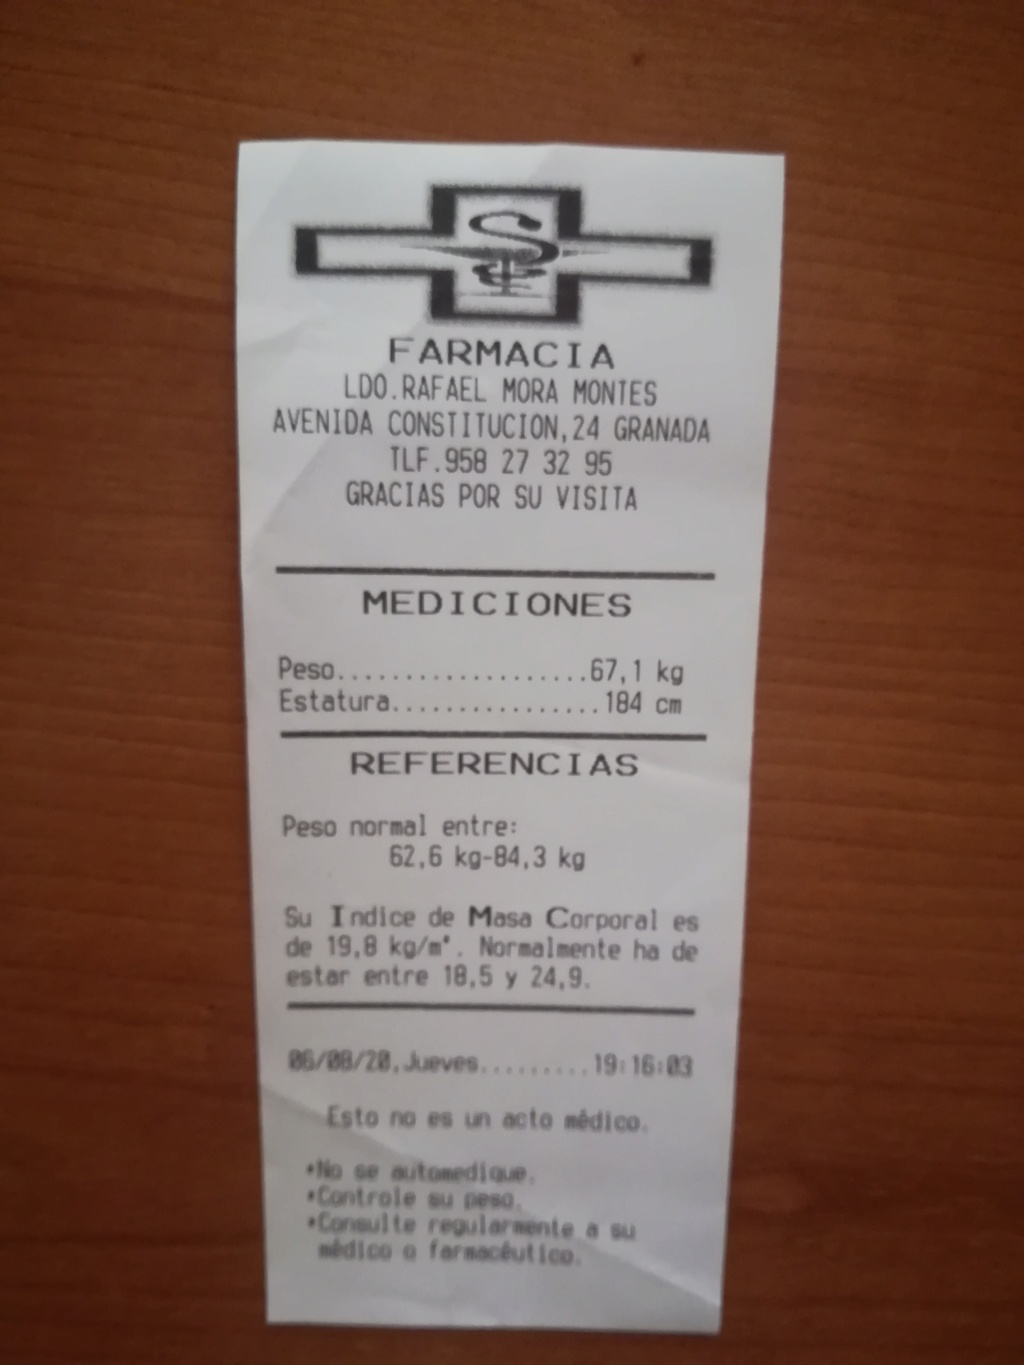 FARMACIA
LDO.RAFAEL MORA MONTES
AVENIDA CONSTITUCION,24 GRANADA
TLF.958 27 32 95
GRACIAS POR SU VISITA
MEDICIONES
Peso...................67,1 kg
Estatura................184 cm
REFERENCIAS
Peso normal entre:
62,6 kg-84,3 kg
Su Indice de Masa Corporal es
de 19,8 kg/m². Normalmente ha de
estar entre 18,5 y 24,9.
06/08/20,Jueves.........19:16:03
Esto no es un acto médico.
*No se automedique.
*Controle su peso.
*Consulte regularmente a su
médico o farmacéutico.